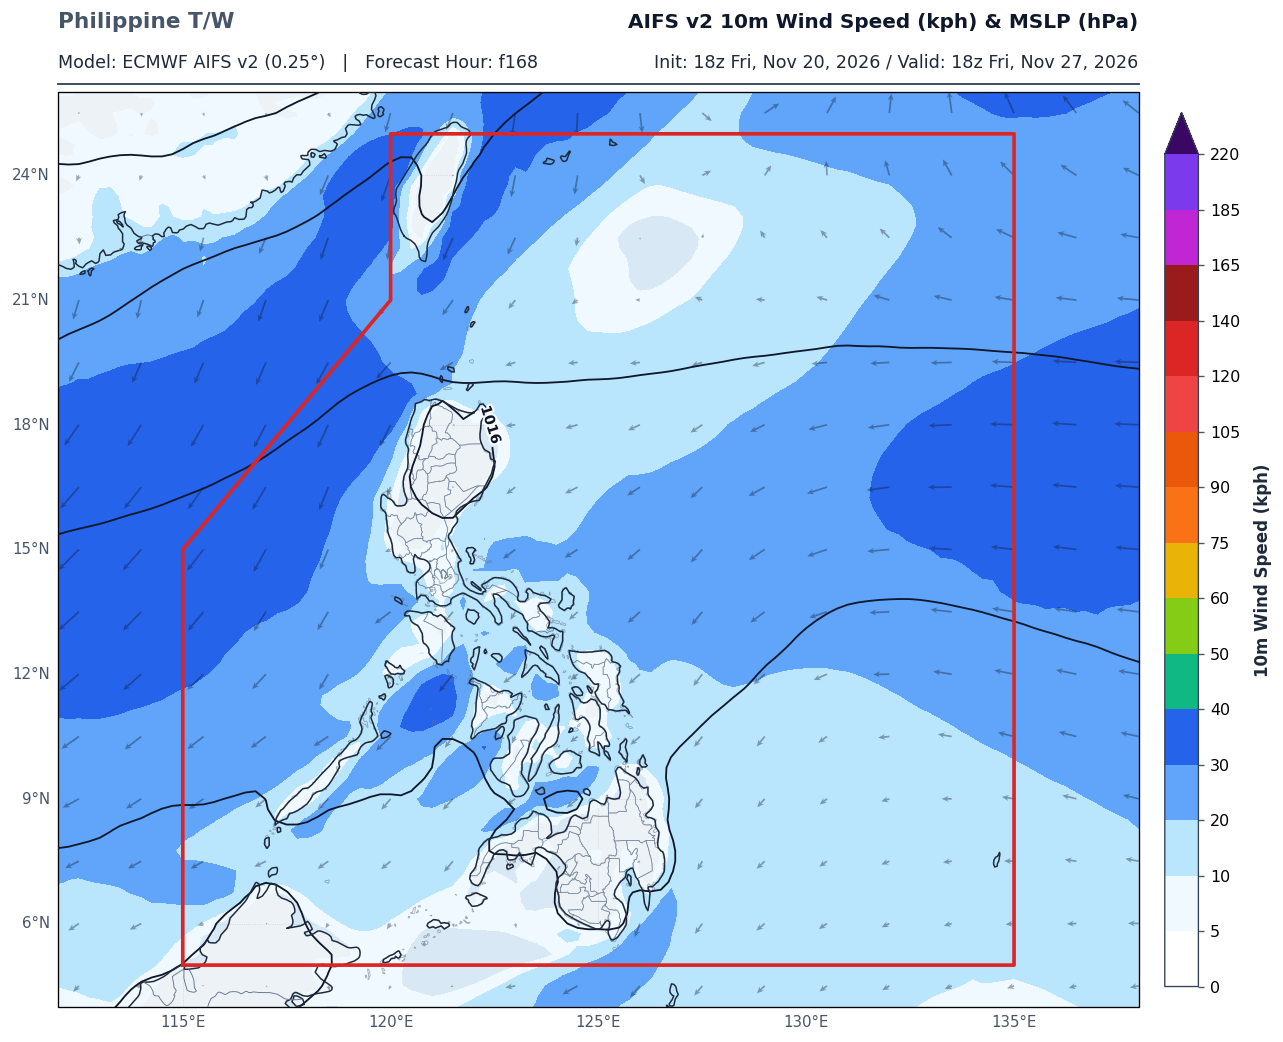 Philippine T/W
AIFS v2 10m Wind Speed (kph) & MSLP (hPa)
Model: ECMWF AIFS v2 (0.25°) | Forecast Hour: f168
Init: 18z Fri, Nov 20, 2026 / Valid: 18z Fri, Nov 27, 2026
24°N
21°N
18°N
15°N
12°N
9°N
6°N
1016
115°E
120°E
125°E
130°E
135°E
220
185
165
140
120
105
90
75
60
50
40
30
20
10
5
0
10m Wind Speed (kph)